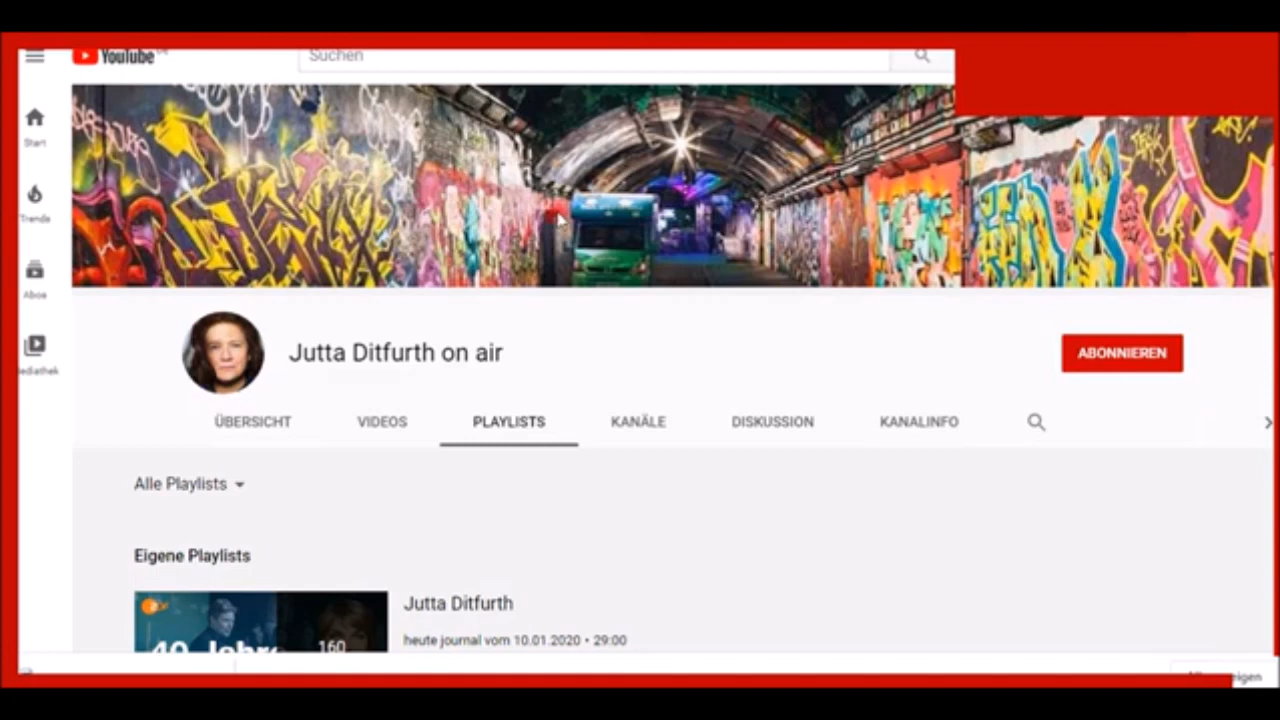 YouTube
Suchen
Start
Trends
Abos
Jutta Ditfurth on air
ABONNIEREN
ÜBERSICHT VIDEOS PLAYLISTS KANÄLE DISKUSSION KANALINFO
Alle Playlists
Eigene Playlists
Jutta Ditfurth
heute journal vom 10.01.2020 • 29:00
160